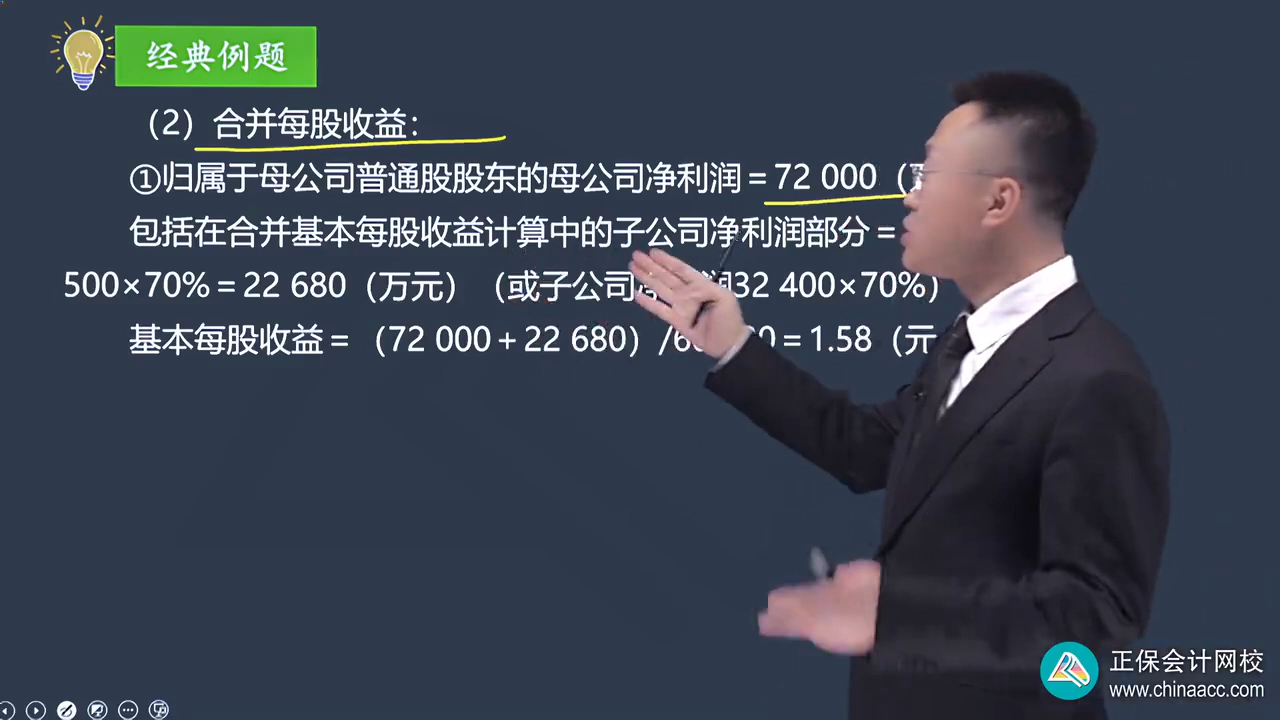 经典例题
（2）合并每股收益：
①归属于母公司普通股股东的母公司净利润＝72 000（
包括在合并基本每股收益计算中的子公司净利润部分＝
500×70%＝22 680（万元）（或子公司 32 400×70%）
基本每股收益＝（72 000＋22 680）/6 ＝1.58（元
正保会计网校
www.chinaacc.com